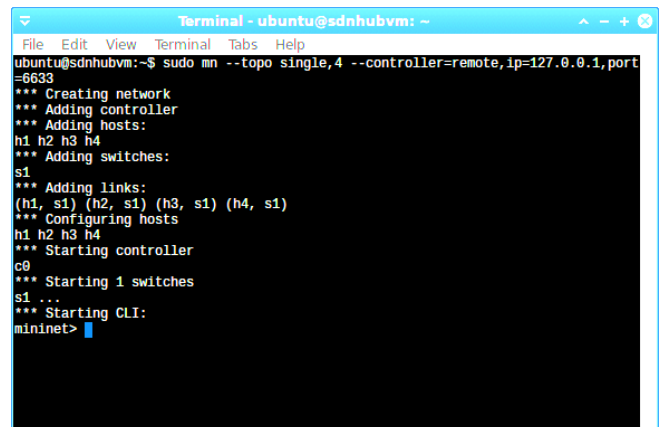 Terminal - ubuntu@sdnhubvm: ~
File Edit View Terminal Tabs Help
ubuntu@sdnhubvm:~$ sudo mn --topo single,4 --controller=remote,ip=127.0.0.1,port
=6633
*** Creating network
*** Adding controller
*** Adding hosts:
h1 h2 h3 h4
*** Adding switches:
s1
*** Adding links:
(h1, s1) (h2, s1) (h3, s1) (h4, s1)
*** Configuring hosts
h1 h2 h3 h4
*** Starting controller
c0
*** Starting 1 switches
s1 ...
*** Starting CLI:
mininet>